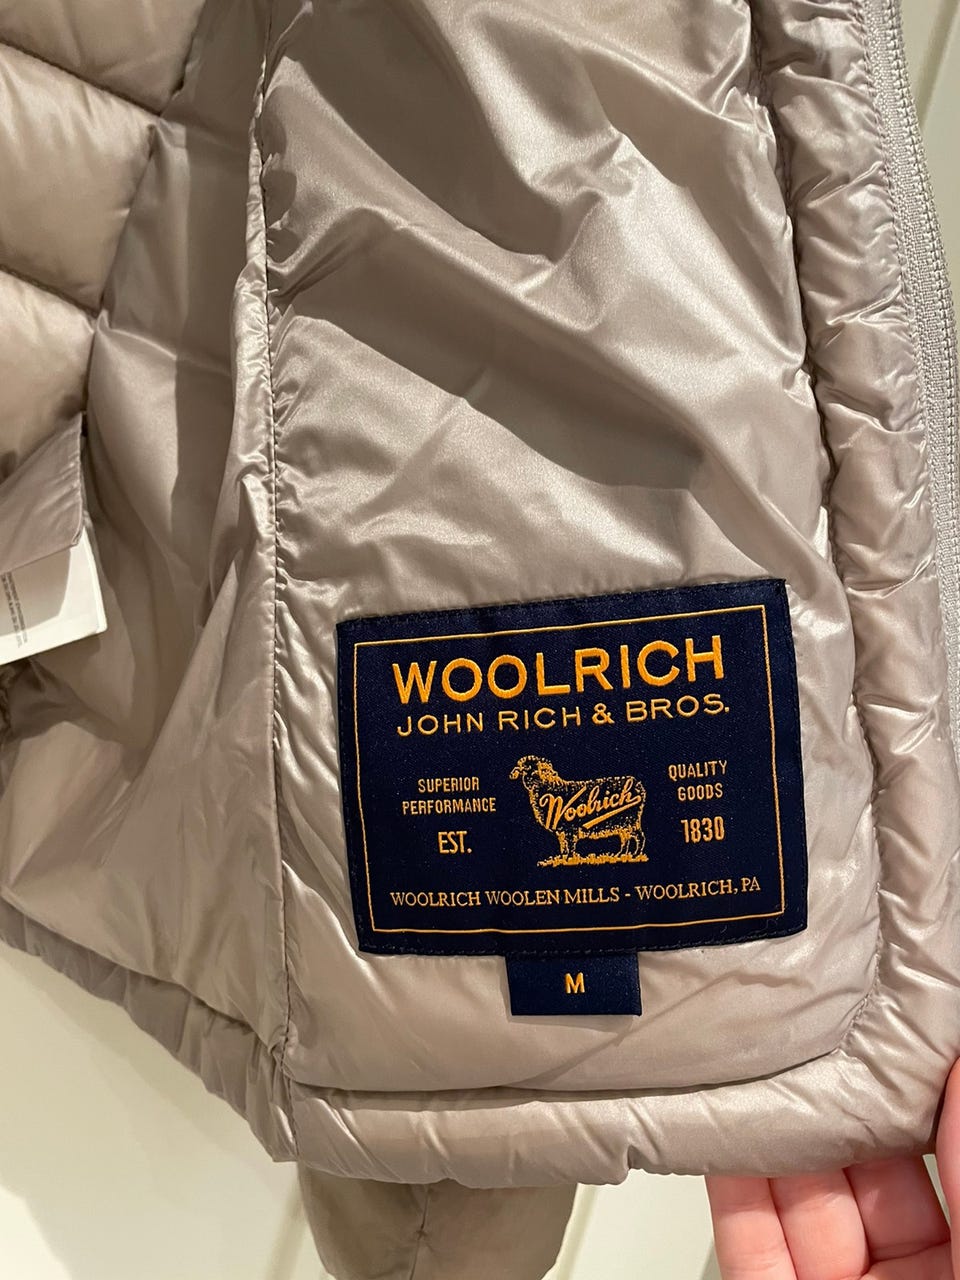 WOOLRICH
JOHN RICH & BROS.
SUPERIOR
PERFORMANCE
EST.
Woolrich
QUALITY
GOODS
1830
WOOLRICH WOOLEN MILLS - WOOLRICH, PA
M